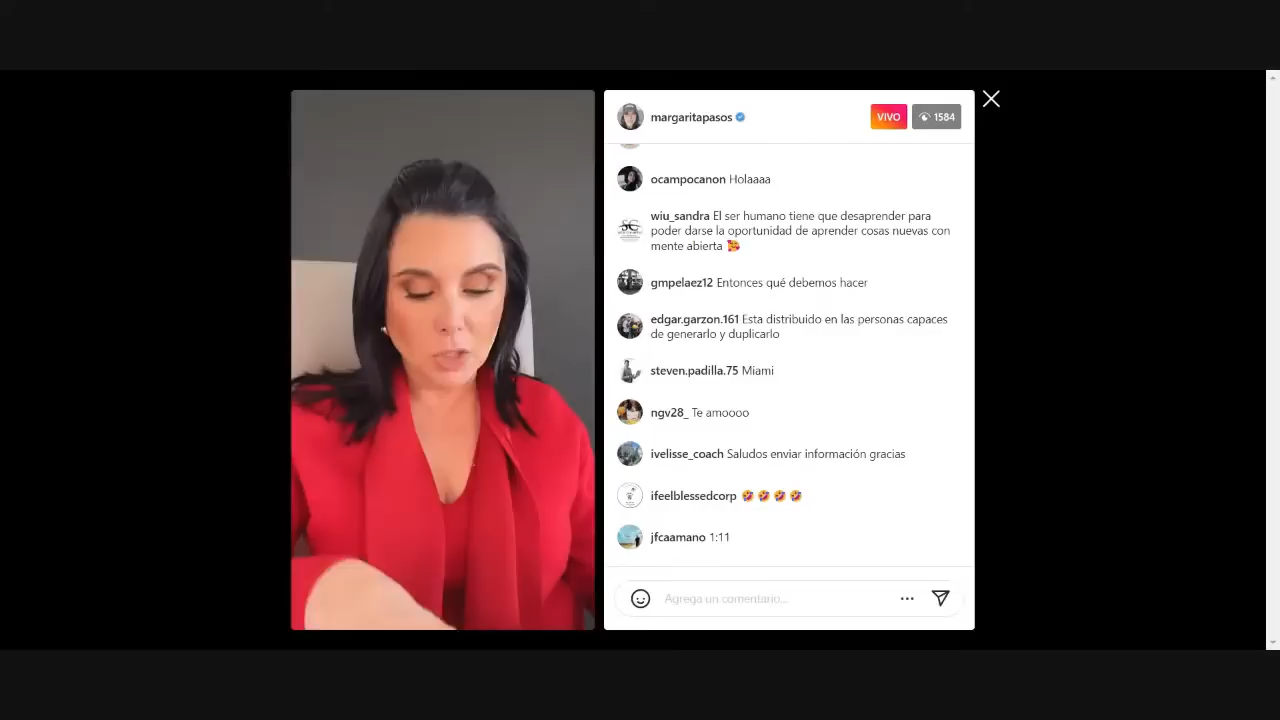 margaritapasos
VIVO
1584
ocampocanon Holaaaa
wiu_sandra El ser humano tiene que desaprender para
poder darse la oportunidad de aprender cosas nuevas con
mente abierta 🥰
gmpelaez12 Entonces qué debemos hacer
edgar.garzon.161 Esta distribuido en las personas capaces
de generarlo y duplicarlo
steven.padilla.75 Miami
ngv28_ Te amoooo
ivelisse_coach Saludos enviar información gracias
ifeelblessedcorp 🤣🤣🤣🤣
jfcaamano 1:11
Agrega un comentario...